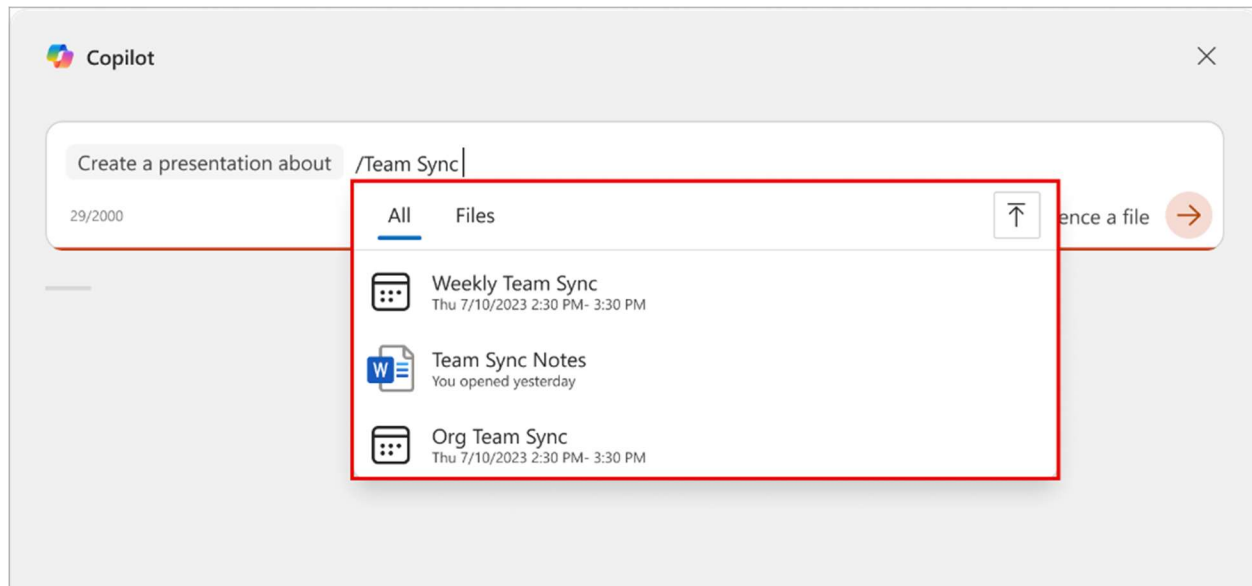 Copilot
Create a presentation about /Team Sync
29/2000
All Files
ence a file
Weekly Team Sync
Thu 7/10/2023 2:30 PM- 3:30 PM
W
Team Sync Notes
You opened yesterday
Org Team Sync
Thu 7/10/2023 2:30 PM- 3:30 PM